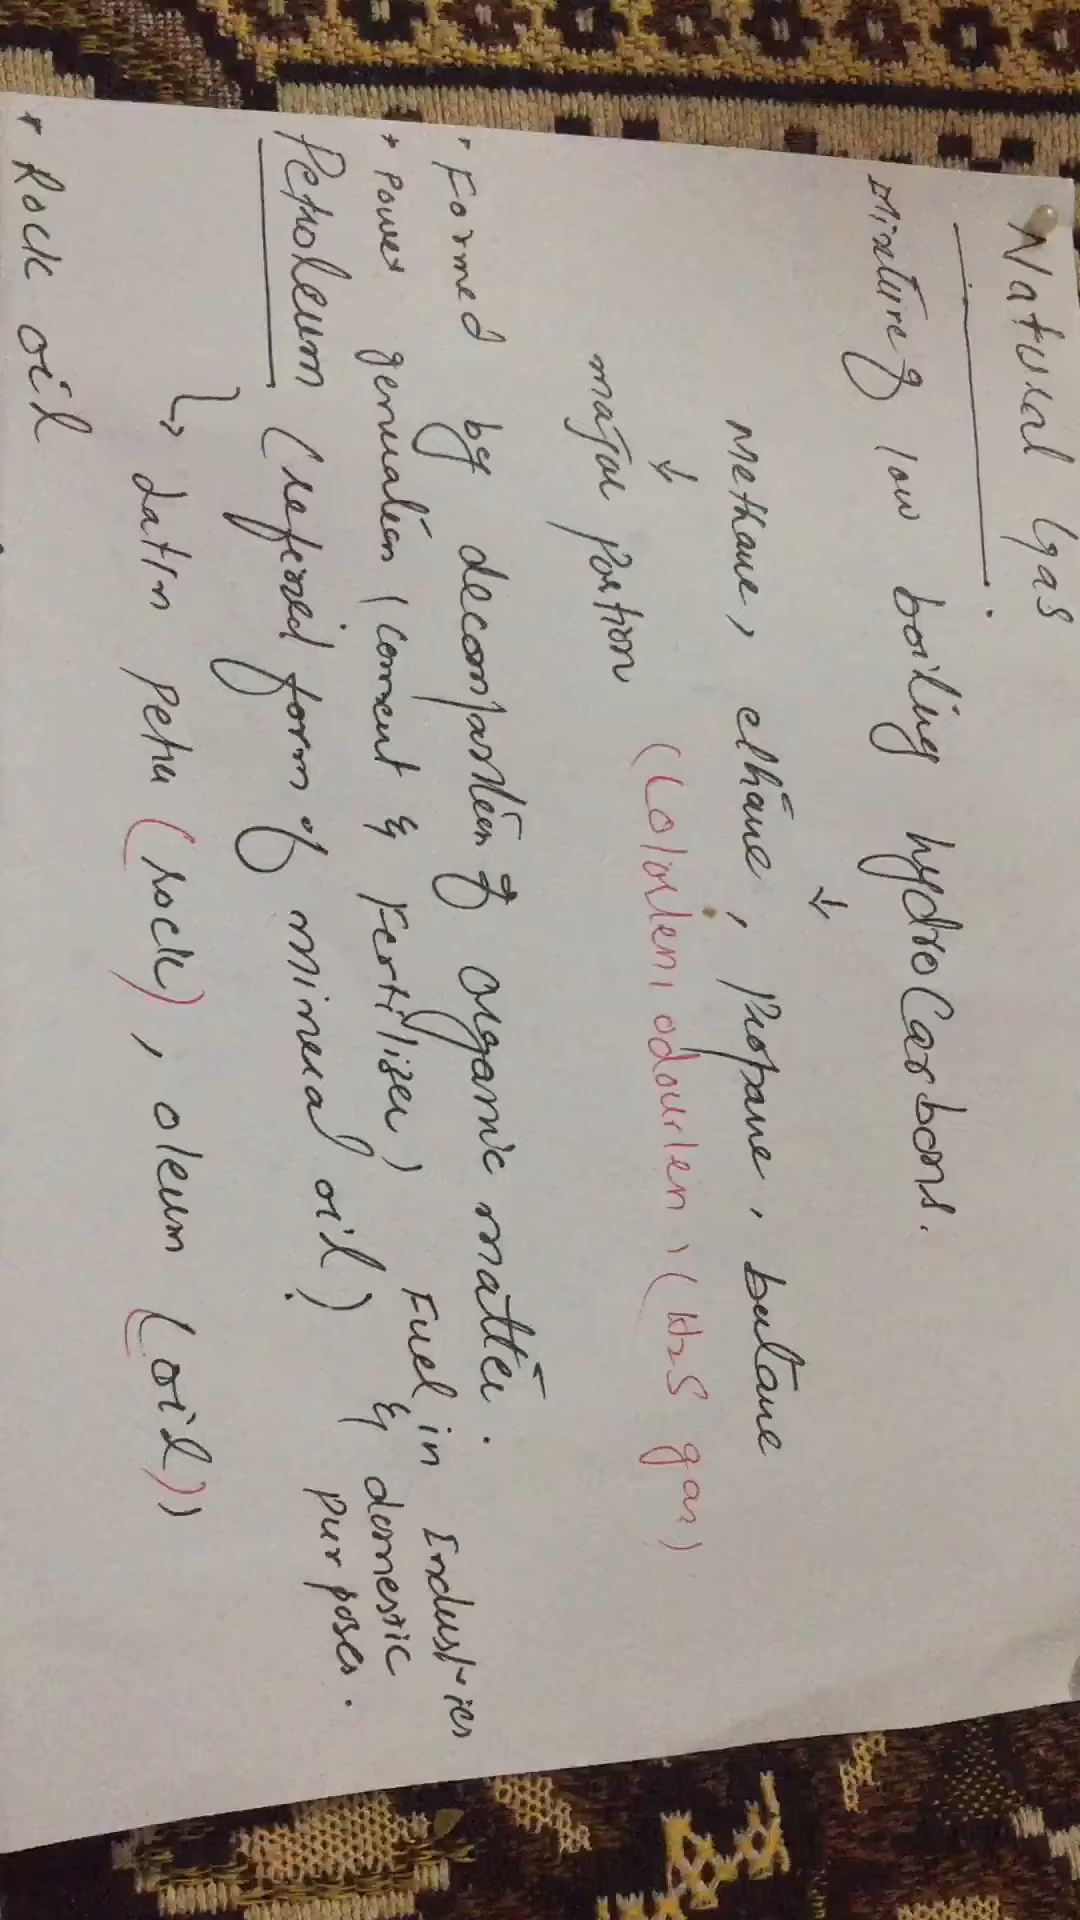 Natural Gas
Mixture of low boiling hydroCarbons.
↓
Methane, ethane, Propane, butane
↓
major portion
(Colorless, odourless, (H2S gas)
• Formed by decomposition of organic matter.
• Power generation (cement & Fertilizer) Fuel in Industries
& domestic
purposes.
Petroleum (refered form of mineral oil)
↳ Latin petra (rock), oleum (oil))
• Rock oil